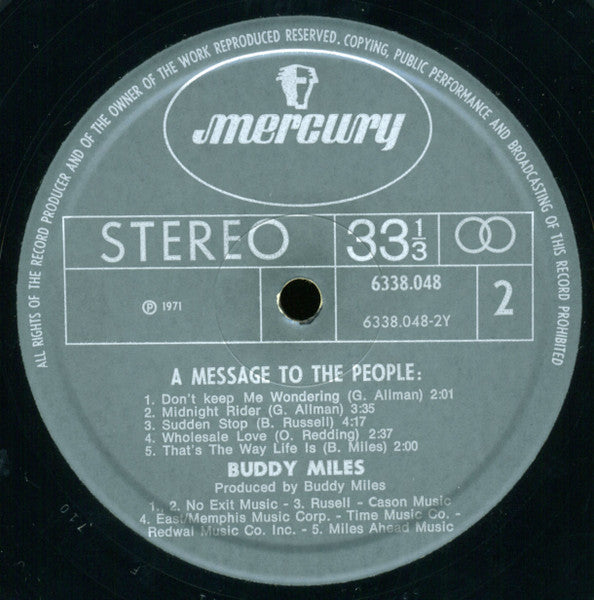 ALL RIGHTS OF THE RECORD PRODUCER AND OF THE OWNER OF THE WORK REPRODUCED RESERVED. COPYING, PUBLIC PERFORMANCE AND BROADCASTING OF THIS RECORD PROHIBITED
mercury
STEREO 33 1/3
6338.048
℗ 1971
6338.048-2Y
2
A MESSAGE TO THE PEOPLE:
1. Don't keep Me Wondering (G. Allman) 2:01
2. Midnight Rider (G. Allman) 3:35
3. Sudden Stop (B. Russell) 4:17
4. Wholesale Love (O. Redding) 2:37
5. That's The Way Life Is (B. Miles) 2:00
BUDDY MILES
Produced by Buddy Miles
1., 2. No Exit Music - 3. Rusell - Cason Music
4. East/Memphis Music Corp. - Time Music Co. -
Redwal Music Co. Inc. - 5. Miles Ahead Music